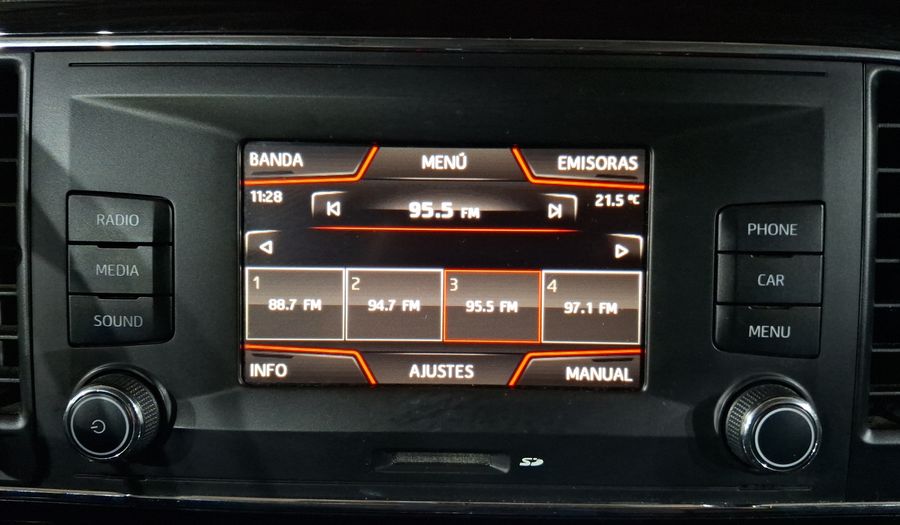 BANDA MENÚ EMISORAS
11:28 95.5 FM 21.5 ºC
1 2 3 4
88.7 FM 94.7 FM 95.5 FM 97.1 FM
INFO AJUSTES MANUAL
RADIO
MEDIA
SOUND
PHONE
CAR
MENU
SD